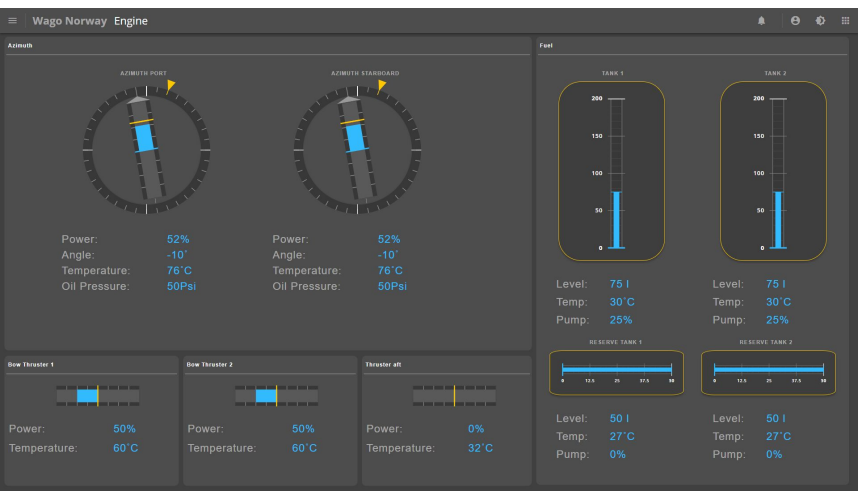 Wago Norway Engine
Azimuth
AZIMUTH PORT
AZIMUTH STARBOARD
Power: 52%
Angle: -10°
Temperature: 76°C
Oil Pressure: 50Psi
Power: 52%
Angle: -10°
Temperature: 76°C
Oil Pressure: 50Psi
Bow Thruster 1
Power: 50%
Temperature: 60°C
Bow Thruster 2
Power: 50%
Temperature: 60°C
Thruster aft
Power: 0%
Temperature: 32°C
Fuel
TANK 1
200
150
100
50
0
Level: 75 l
Temp: 30°C
Pump: 25%
TANK 2
200
150
100
50
0
Level: 75 l
Temp: 30°C
Pump: 25%
RESERVE TANK 1
0 12.5 25 37.5 50
Level: 50 l
Temp: 27°C
Pump: 0%
RESERVE TANK 2
0 12.5 25 37.5 50
Level: 50 l
Temp: 27°C
Pump: 0%